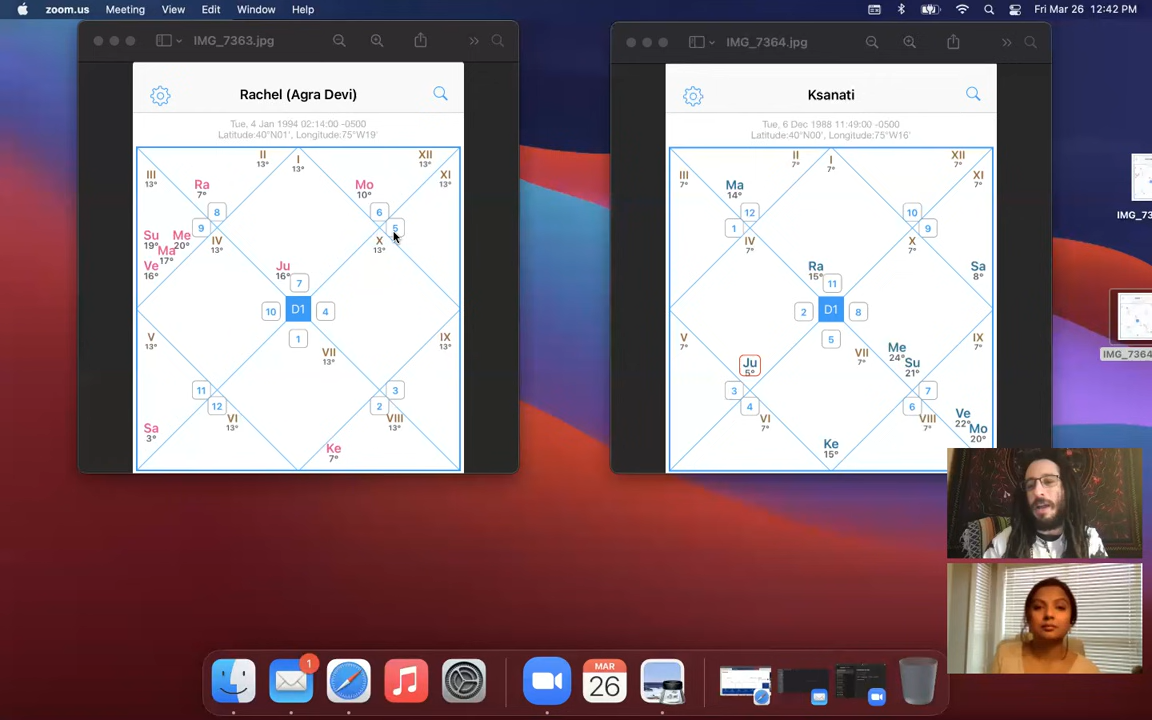 zoom.us Meeting View Edit Window Help Fri Mar 26 12:42 PM
IMG_7363.jpg
Rachel (Agra Devi)
Tue, 4 Jan 1994 02:14:00 -0500
Latitude:40°N01', Longitude:75°W19'
II
13°
I
13°
XII
13°
III
13°
XI
13°
Ra
7°
Mo
10°
8
6
9
5
Su
19°
Me
20°
IV
13°
X
13°
Ma
17°
Ve
16°
Ju
16°
7
10
D1
4
1
V
13°
VII
13°
IX
13°
11
3
12
2
VI
13°
VIII
13°
Sa
3°
Ke
7°
IMG_7364.jpg
Ksanati
Tue, 6 Dec 1988 11:49:00 -0500
Latitude:40°N00', Longitude:75°W16'
II
7°
I
7°
XII
7°
III
7°
XI
7°
Ma
14°
12
10
1
9
IV
7°
X
7°
Ra
15°
Sa
8°
11
2
D1
8
5
V
7°
VII
7°
IX
7°
Me
24°
Su
21°
Ju
5°
3
7
4
6
VI
7°
VIII
7°
Ve
22°
Mo
20°
Ke
15°
IMG_73
IMG_7364
1
MAR
26